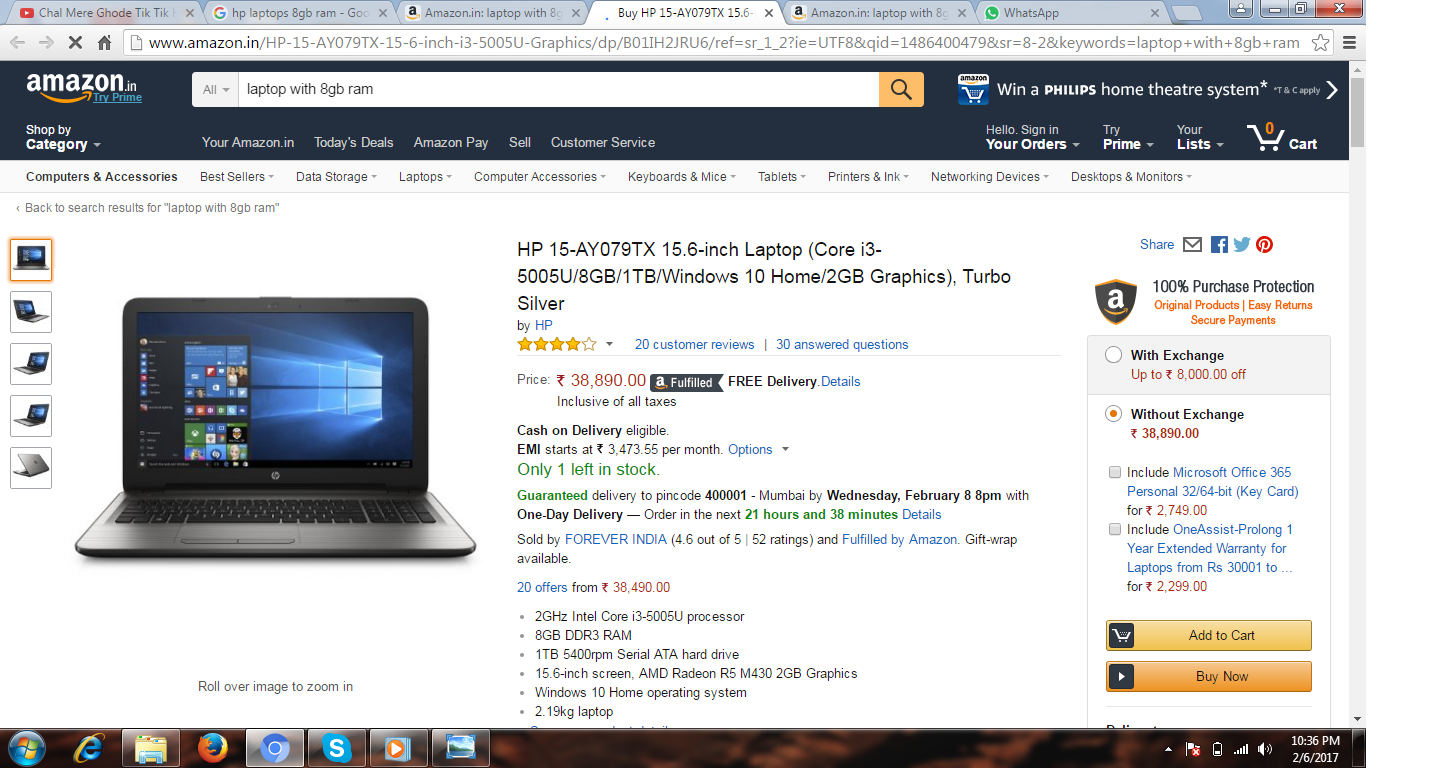 Chal Mere Ghode Tik Tik
hp laptops 8gb ram - Goo
Amazon.in: laptop with 8g
Buy HP 15-AY079TX 15.6-
Amazon.in: laptop with 8g
WhatsApp
www.amazon.in/HP-15-AY079TX-15-6-inch-i3-5005U-Graphics/dp/B01IH2JRU6/ref=sr_1_2?ie=UTF8&qid=1486400479&sr=8-2&keywords=laptop+with+8gb+ram
amazon.in
Try Prime
All
laptop with 8gb ram
amazon
Win a PHILIPS home theatre system* *T & C apply
Shop by
Category
Your Amazon.in Today's Deals Amazon Pay Sell Customer Service
Hello. Sign in
Your Orders
Try
Prime
Your
Lists
0
Cart
Computers & Accessories Best Sellers Data Storage Laptops Computer Accessories Keyboards & Mice Tablets Printers & Ink Networking Devices Desktops & Monitors
‹ Back to search results for "laptop with 8gb ram"
HP 15-AY079TX 15.6-inch Laptop (Core i3-
5005U/8GB/1TB/Windows 10 Home/2GB Graphics), Turbo
Silver
by HP
20 customer reviews | 30 answered questions
Price: ₹ 38,890.00 a Fulfilled FREE Delivery.Details
Inclusive of all taxes
Cash on Delivery eligible.
EMI starts at ₹ 3,473.55 per month. Options
Only 1 left in stock.
Guaranteed delivery to pincode 400001 - Mumbai by Wednesday, February 8 8pm with
One-Day Delivery — Order in the next 21 hours and 38 minutes Details
Sold by FOREVER INDIA (4.6 out of 5 | 52 ratings) and Fulfilled by Amazon. Gift-wrap
available.
20 offers from ₹ 38,490.00
• 2GHz Intel Core i3-5005U processor
• 8GB DDR3 RAM
• 1TB 5400rpm Serial ATA hard drive
• 15.6-inch screen, AMD Radeon R5 M430 2GB Graphics
• Windows 10 Home operating system
• 2.19kg laptop
hp
Roll over image to zoom in
Share
100% Purchase Protection
Original Products | Easy Returns
Secure Payments
With Exchange
Up to ₹ 8,000.00 off
Without Exchange
₹ 38,890.00
Include Microsoft Office 365
Personal 32/64-bit (Key Card)
for ₹ 2,749.00
Include OneAssist-Prolong 1
Year Extended Warranty for
Laptops from Rs 30001 to ...
for ₹ 2,299.00
Add to Cart
Buy Now
10:36 PM
2/6/2017